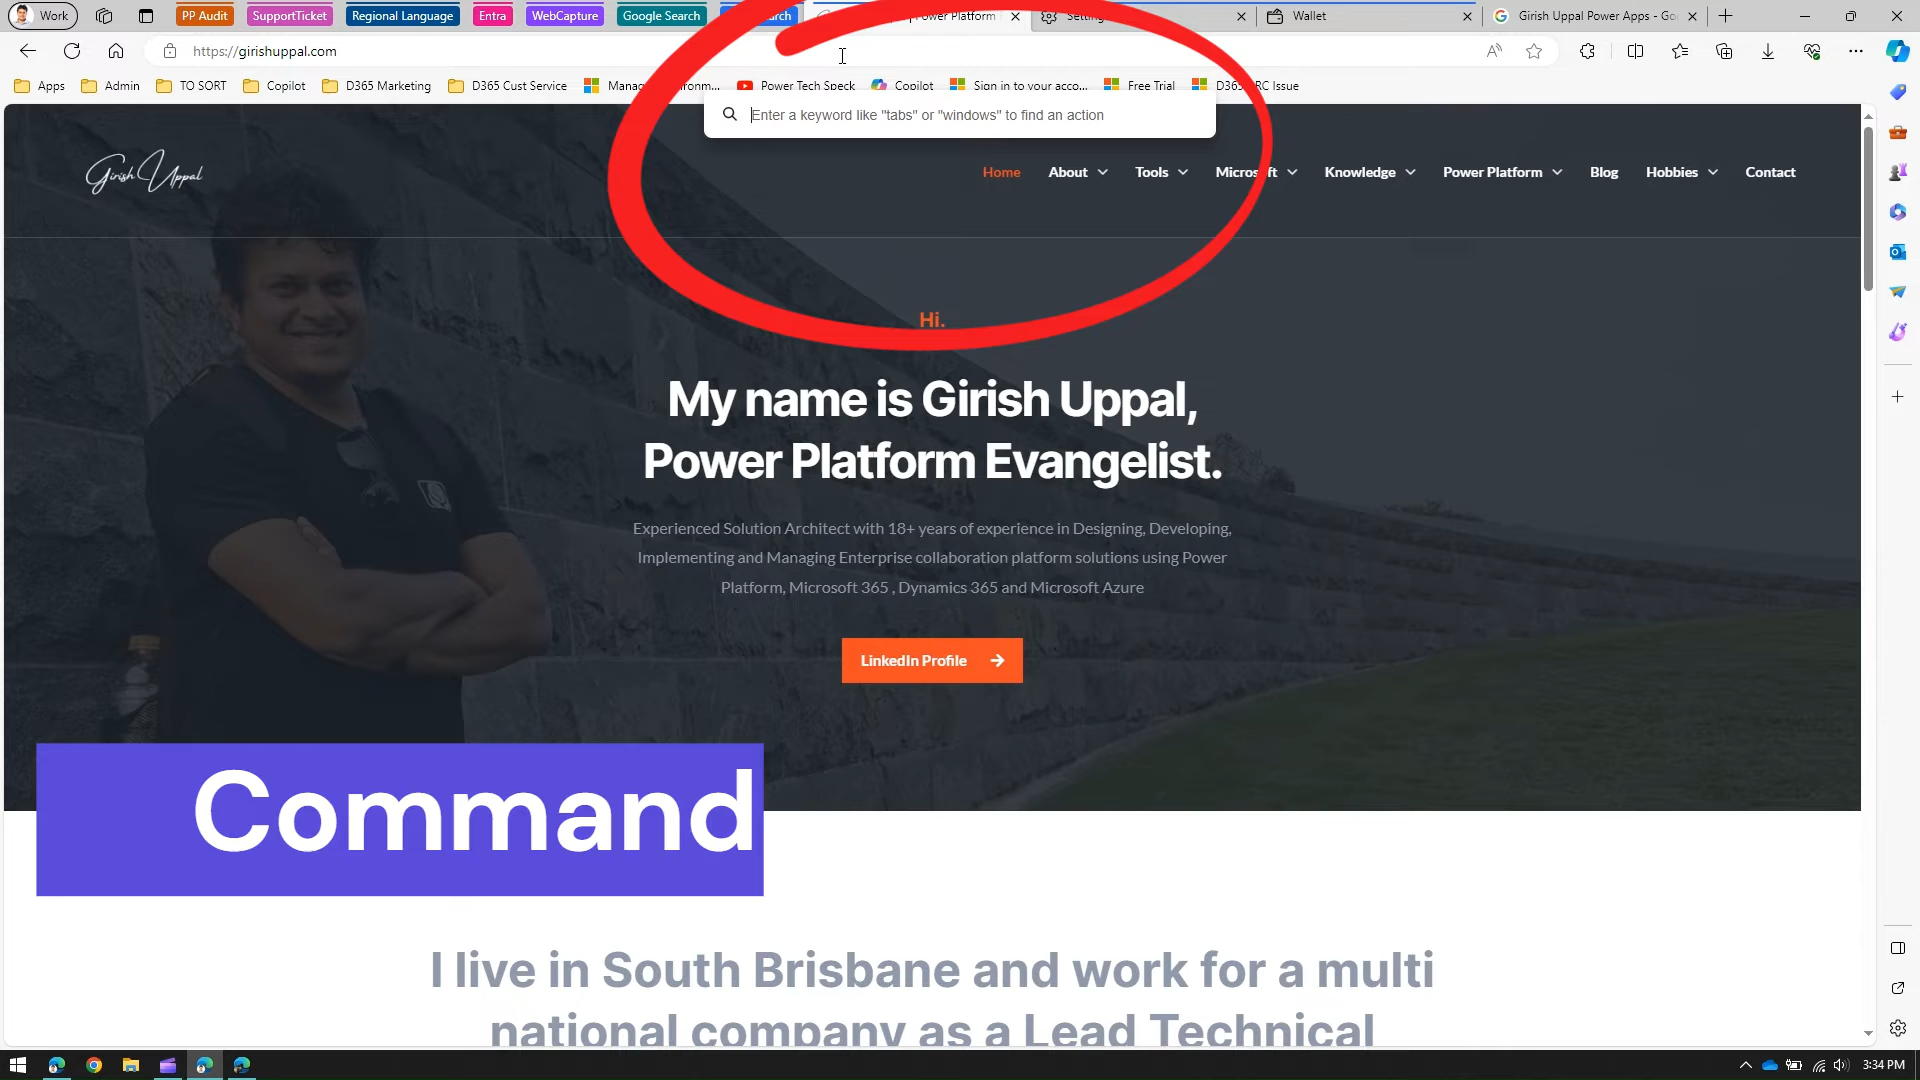 Work
PP Audit
SupportTicket
Regional Language
Entra
WebCapture
Google Search
Power Platform
Wallet
Girish Uppal Power Apps - Go
https://girishuppal.com
Apps
Admin
TO SORT
Copilot
D365 Marketing
D365 Cust Service
Power Tech Speck
Copilot
Sign in to your acco...
Free Trial
Issue
Enter a keyword like "tabs" or "windows" to find an action
Girish Uppal
Home
About
Tools
Microsoft
Knowledge
Power Platform
Blog
Hobbies
Contact
Hi.
My name is Girish Uppal,
Power Platform Evangelist.
Experienced Solution Architect with 18+ years of experience in Designing, Developing,
Implementing and Managing Enterprise collaboration platform solutions using Power
Platform, Microsoft 365 , Dynamics 365 and Microsoft Azure
LinkedIn Profile
Command
I live in South Brisbane and work for a multi
national company as a Lead Technical
3:34 PM